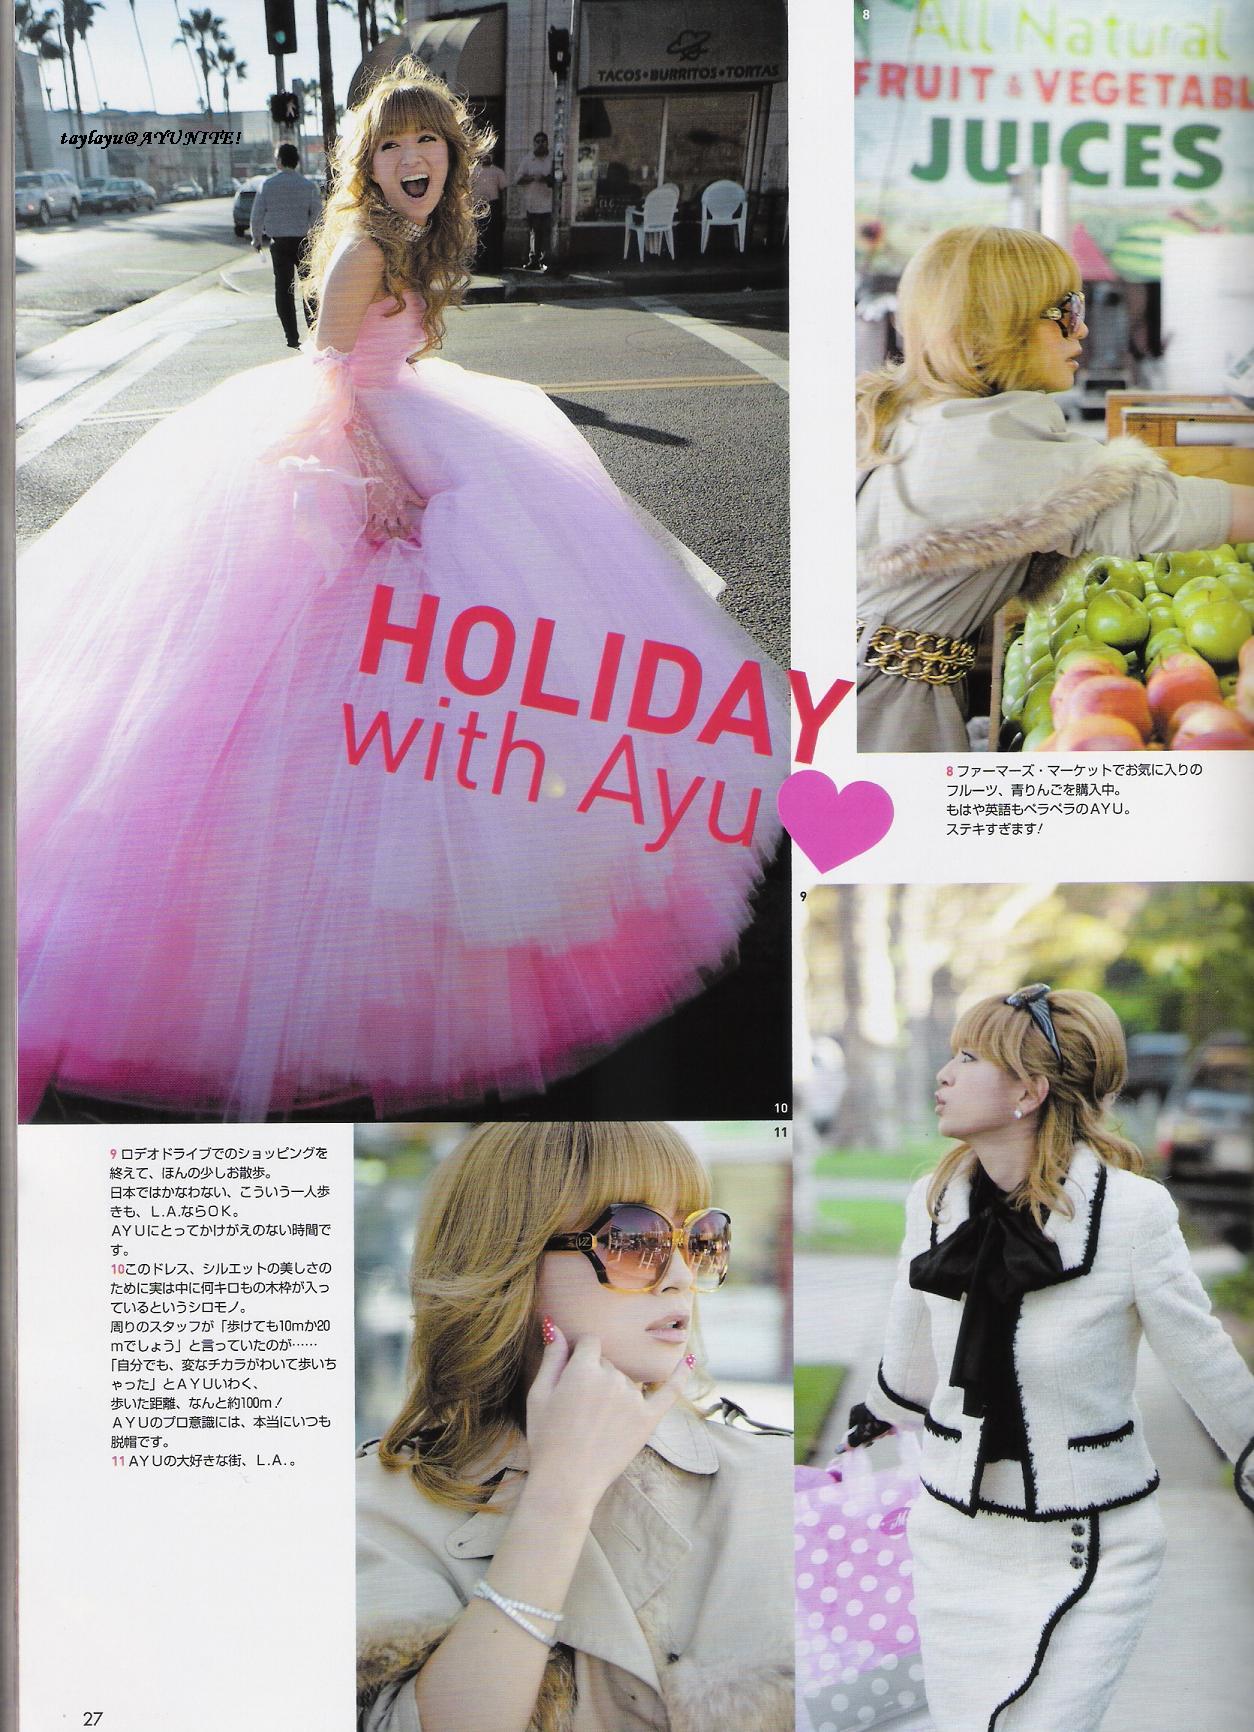 taylayu@AYUNITE!
TACOS•BURRITOS•TORTAS
HOLIDAY
with Ayu
8
All Natural
FRUIT & VEGETABL
JUICES
8 ファーマーズ・マーケットでお気に入りの
フルーツ、青りんごを購入中。
もはや英語もペラペラのAYU。
ステキすぎます!
9
10
11
9 ロデオドライブでのショッピングを
終えて、ほんの少しお散歩。
日本ではかなわない、こういう一人歩
きも、L.A.ならOK。
AYUにとってかけがえのない時間で
す。
10このドレス、シルエットの美しさの
ために実は中に何キロもの木枠が入っ
ているというシロモノ。
周りのスタッフが「歩けても10mか20
mでしょう」と言っていたのが……
「自分でも、変なチカラがわいて歩いち
ゃった」とAYUいわく、
歩いた距離、なんと約100m!
AYUのプロ意識には、本当にいつも
脱帽です。
11 AYUの大好きな街、L.A.。
27